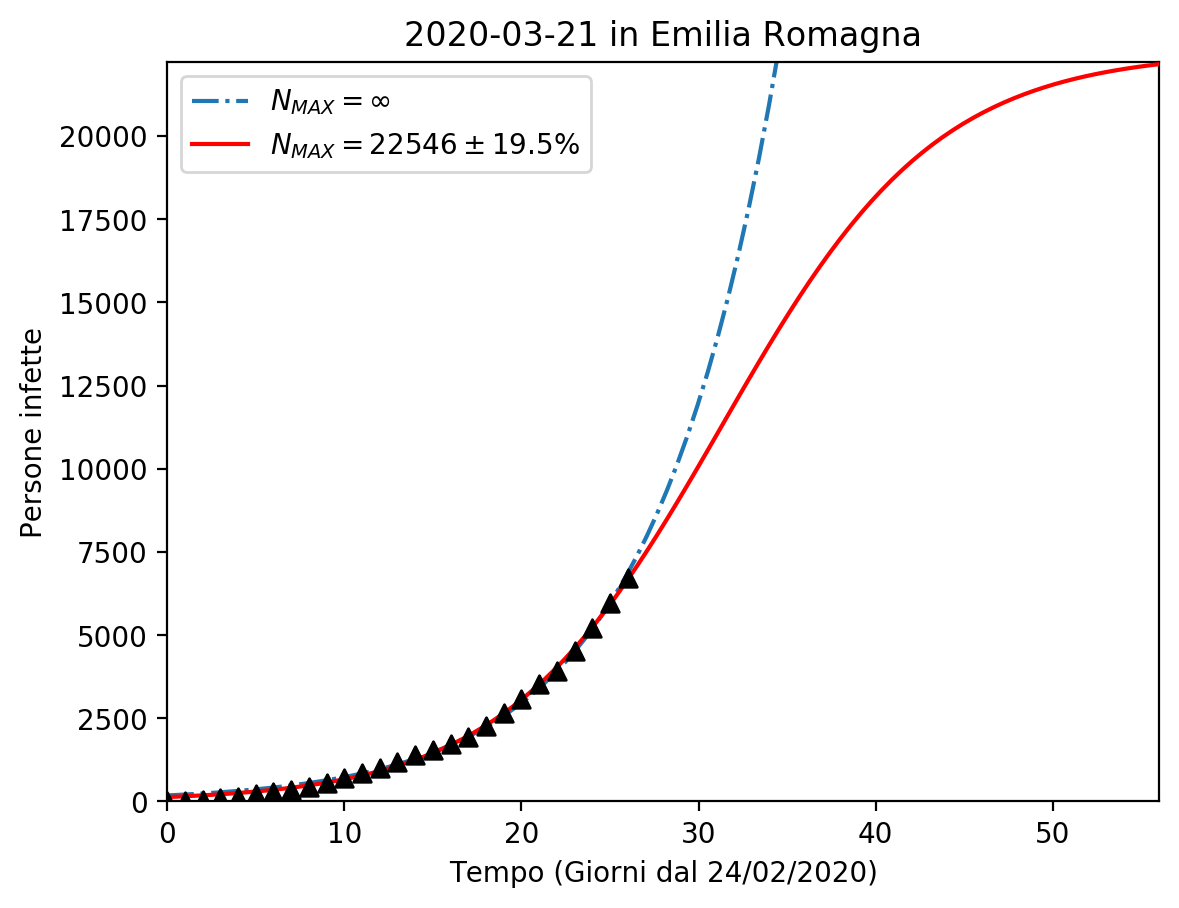 2020-03-21 in Emilia Romagna
N_MAX = ∞
N_MAX = 22546 ± 19.5%
Persone infette
20000
17500
15000
12500
10000
7500
5000
2500
0
0 10 20 30 40 50
Tempo (Giorni dal 24/02/2020)